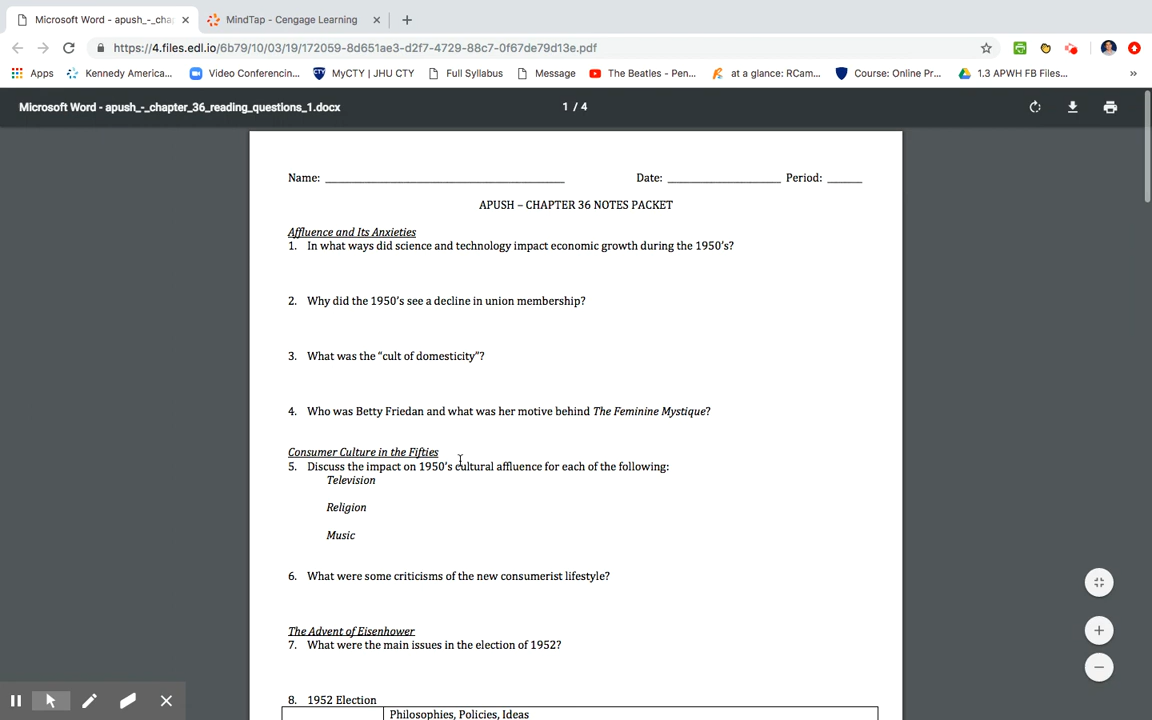 Microsoft Word - apush_-_cha
MindTap - Cengage Learning
https://4.files.edl.io/6b79/10/03/19/172059-8d651ae3-d2f7-4729-88c7-0f67de79d13e.pdf
Apps Kennedy America... Video Conferencin... MyCTY | JHU CTY Full Syllabus Message The Beatles - Pen... at a glance: RCam... Course: Online Pr... 1.3 APWH FB Files... »
Microsoft Word - apush_-_chapter_36_reading_questions_1.docx 1 / 4
Name: ________ Date: ________ Period: ________
APUSH – CHAPTER 36 NOTES PACKET
Affluence and Its Anxieties
1. In what ways did science and technology impact economic growth during the 1950's?
2. Why did the 1950's see a decline in union membership?
3. What was the "cult of domesticity"?
4. Who was Betty Friedan and what was her motive behind The Feminine Mystique?
Consumer Culture in the Fifties
5. Discuss the impact on 1950's cultural affluence for each of the following:
Television
Religion
Music
6. What were some criticisms of the new consumerist lifestyle?
The Advent of Eisenhower
7. What were the main issues in the election of 1952?
8. 1952 Election
Philosophies, Policies, Ideas